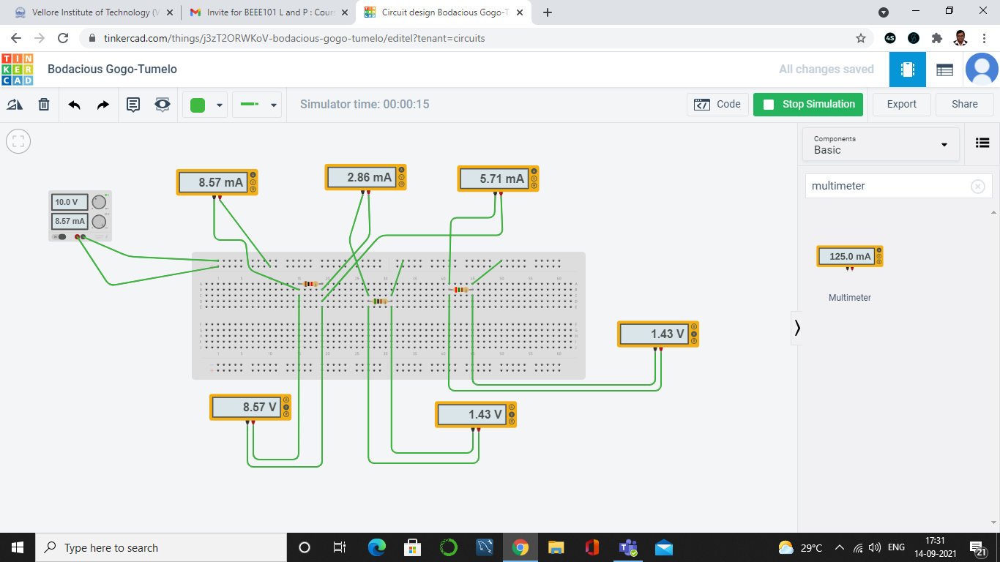 Vellore Institute of Technology (V
Invite for BEEE101 L and P : Cour
Circuit design Bodacious Gogo-T
tinkercad.com/things/j3zT2ORWKoV-bodacious-gogo-tumelo/editel?tenant=circuits
TIN
KER
CAD
Bodacious Gogo-Tumelo
All changes saved
Simulator time: 00:00:15
Code
Stop Simulation
Export
Share
Components
Basic
multimeter
8.57 mA
2.86 mA
5.71 mA
10.0 V
8.57 mA
125.0 mA
Multimeter
1.43 V
8.57 V
1.43 V
Type here to search
29°C
ENG
17:31
14-09-2021
21